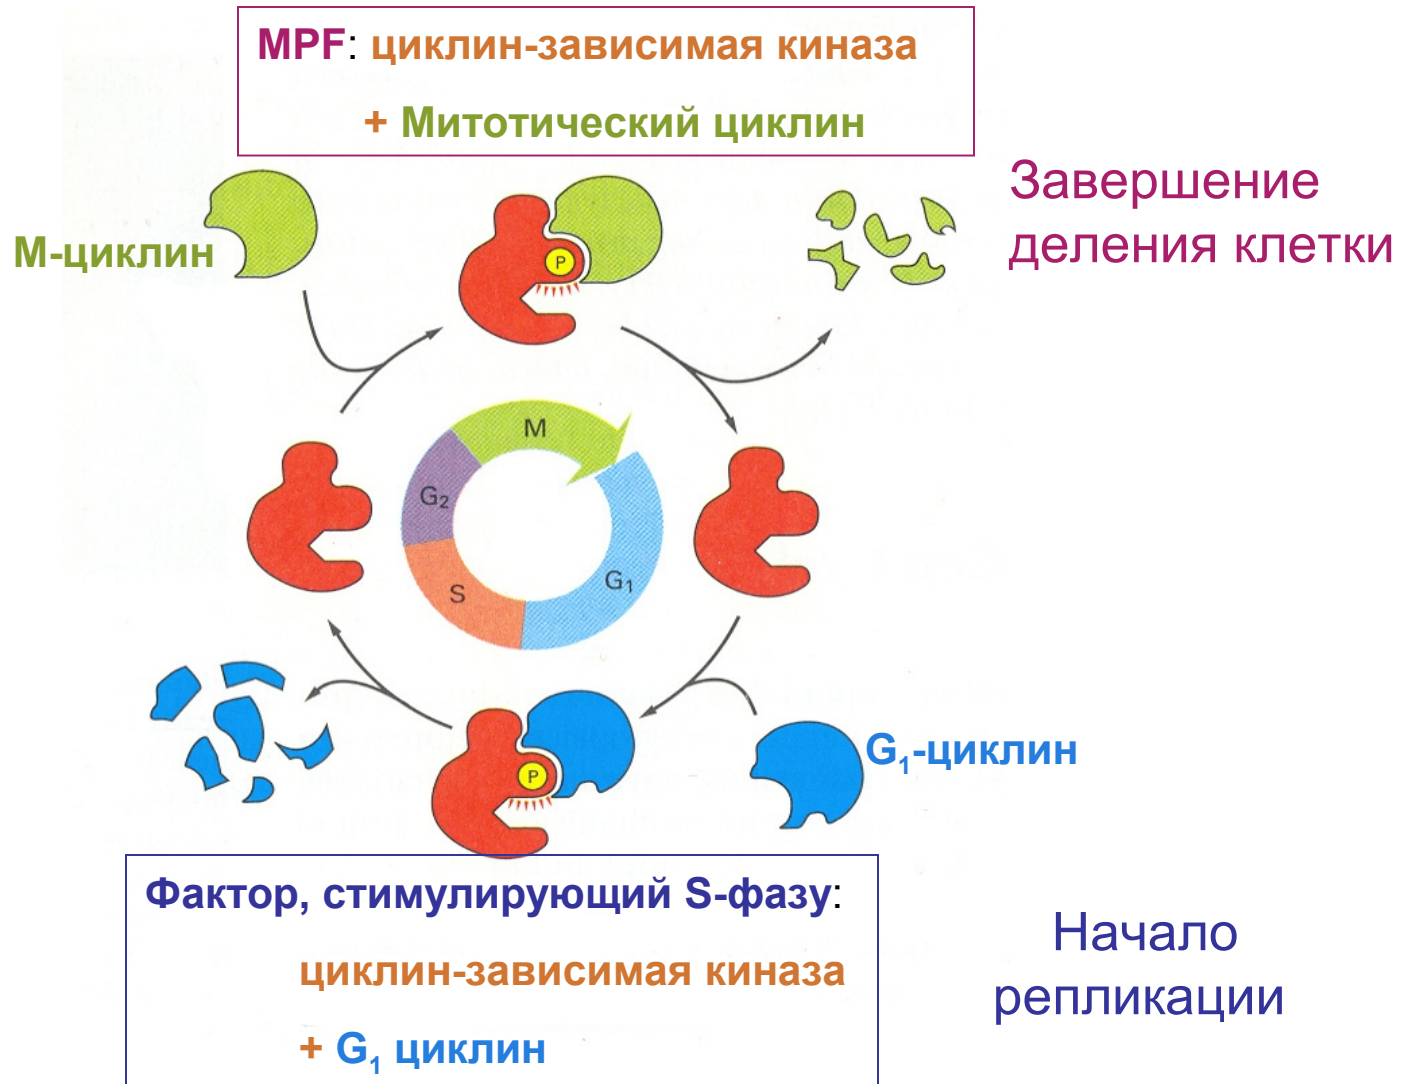 MPF: циклин-зависимая киназа
+ Митотический циклин
Завершение
деления клетки
М-циклин
P
M
G₂
G₁
S
P
G₁-циклин
Фактор, стимулирующий S-фазу:
циклин-зависимая киназа
+ G₁ циклин
Начало
репликации